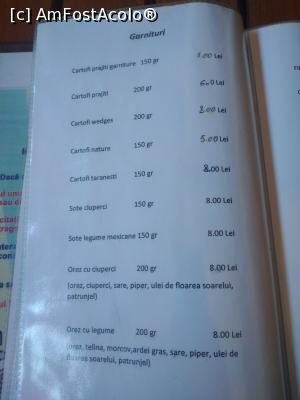 [c] AmFostAcolo®
Garnituri
Cartofi prajiti garniture 150 gr 5.00 Lei
Cartofi prajiti 200 gr 6.0 Lei
Cartofi wedges 200 gr 8.00 Lei
Cartofi nature 150 gr 5.00 Lei
Cartofi taranesti 150 gr 8.00 Lei
Sote ciuperci 150 gr 8.00 Lei
Sote legume mexicane 150 gr 8.00 Lei
Orez cu ciuperci 200 gr 8.00 Lei
(orez, ciuperci, sare, piper, ulei de floarea soarelui,
patrunjel)
Orez cu legume 200 gr 8.00 Lei
(orez, telina, morcov,ardei gras, sare, piper, ulei de
floarea soarelui, patrunjel)
Dacă